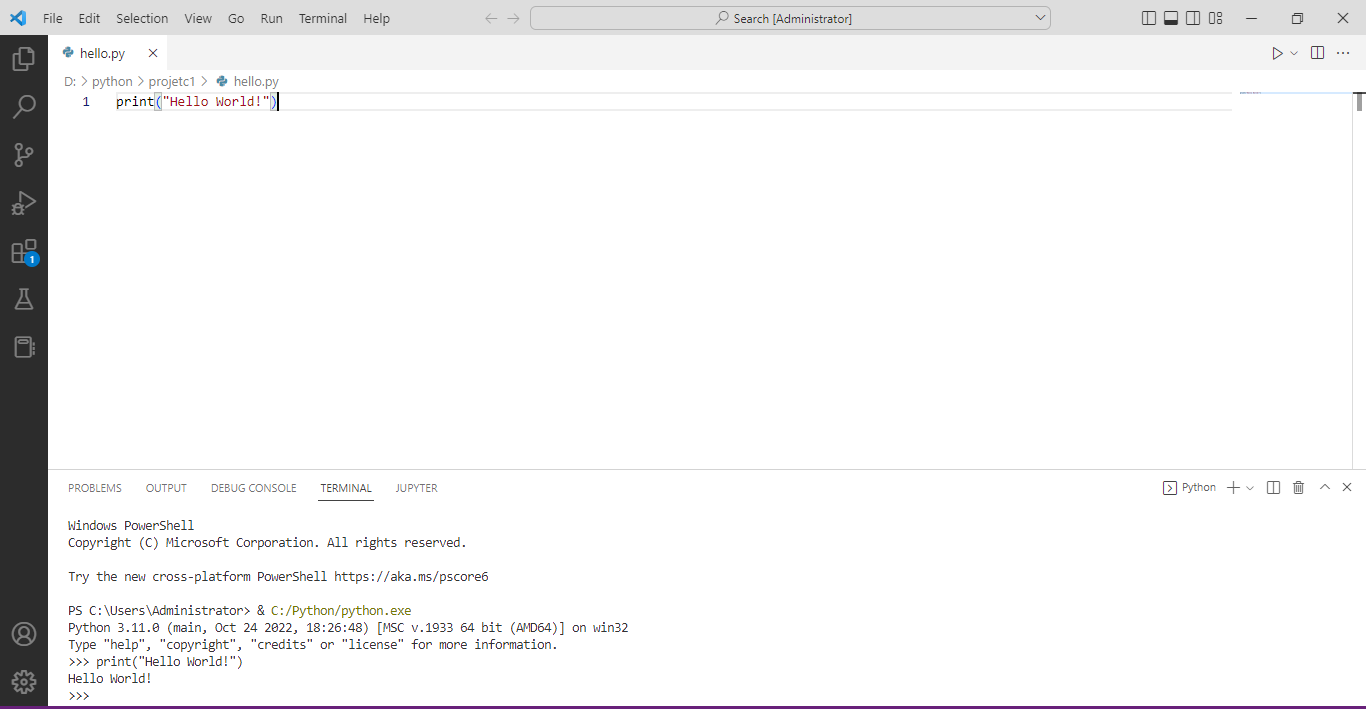 File Edit Selection View Go Run Terminal Help Search [Administrator]
hello.py
D: > python > projetc1 > hello.py
1 print("Hello World!")
1
PROBLEMS OUTPUT DEBUG CONSOLE TERMINAL JUPYTER Python
Windows PowerShell
Copyright (C) Microsoft Corporation. All rights reserved.
Try the new cross-platform PowerShell https://aka.ms/pscore6
PS C:\Users\Administrator> & C:/Python/python.exe
Python 3.11.0 (main, Oct 24 2022, 18:26:48) [MSC v.1933 64 bit (AMD64)] on win32
Type "help", "copyright", "credits" or "license" for more information.
>>> print("Hello World!")
Hello World!
>>>